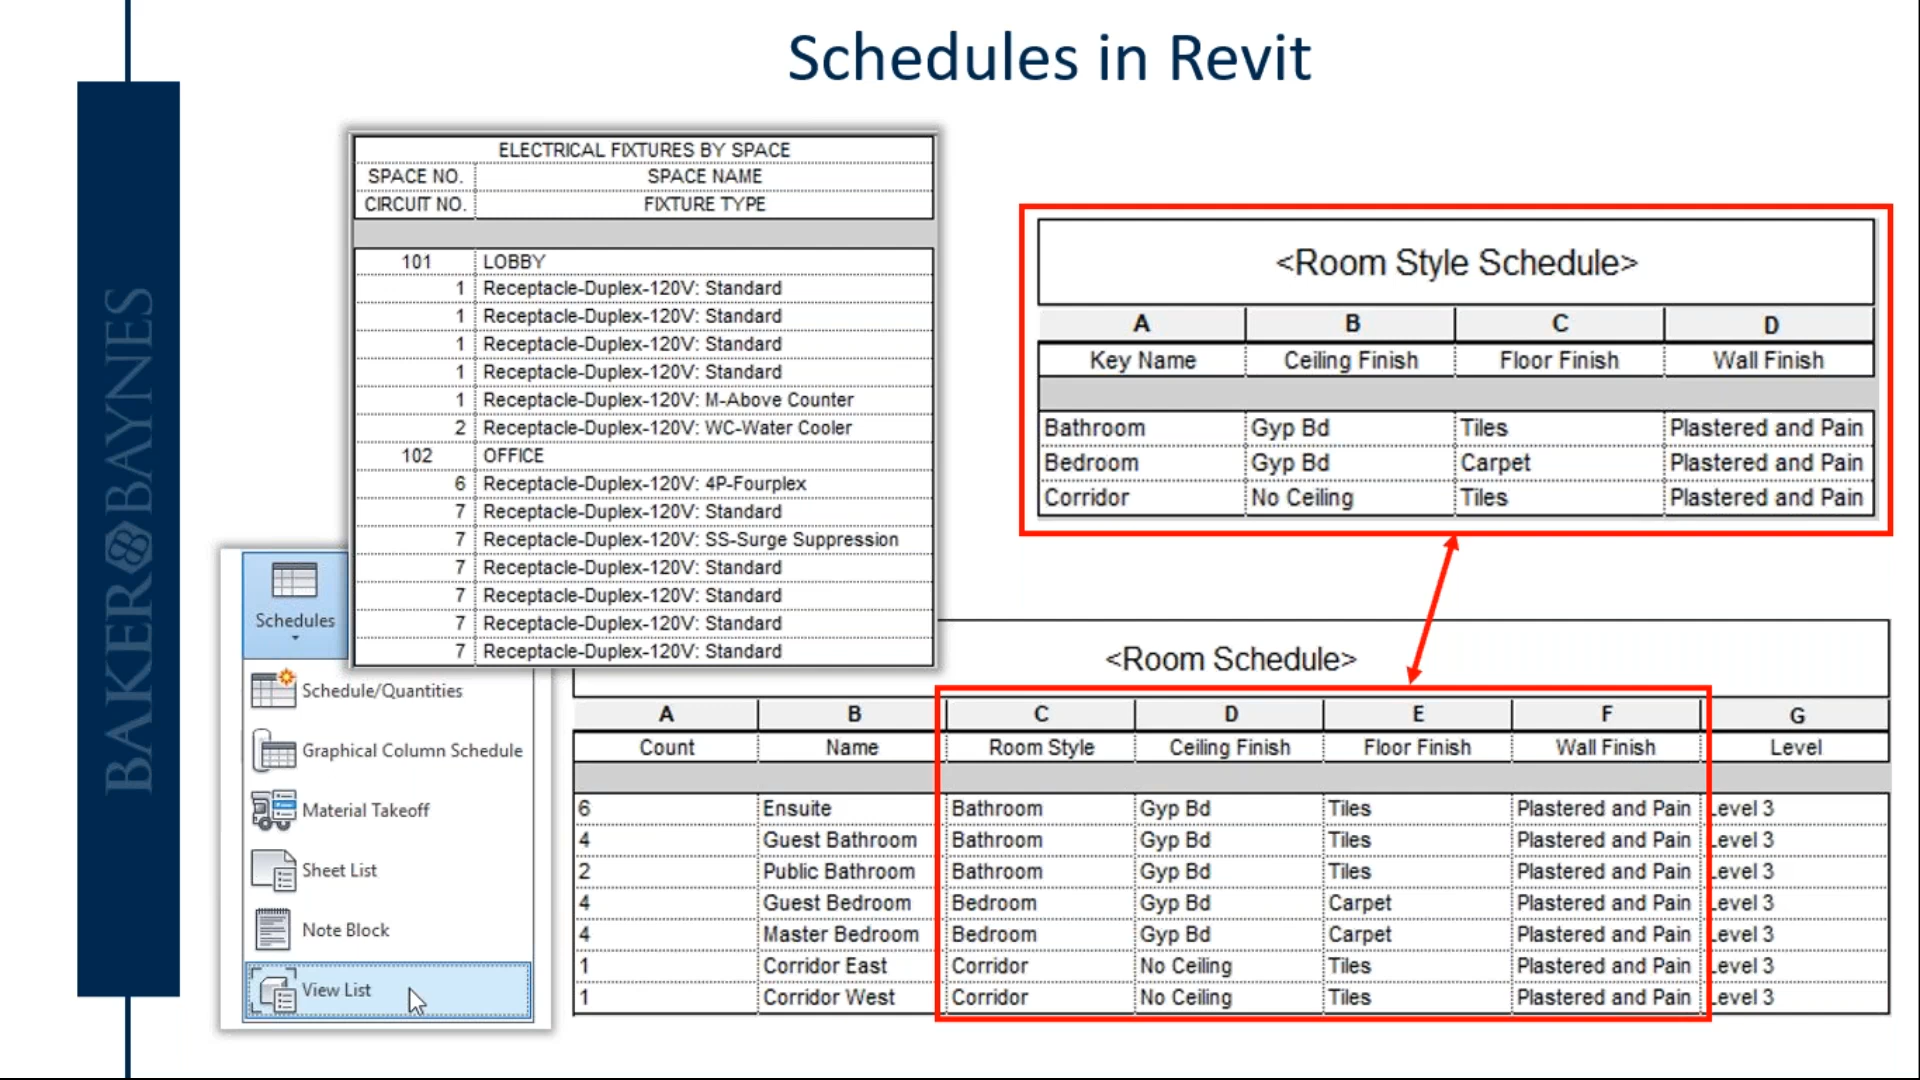 Schedules in Revit
BAKER BAYNES
ELECTRICAL FIXTURES BY SPACE
SPACE NO. SPACE NAME
CIRCUIT NO. FIXTURE TYPE
101 LOBBY
1 Receptacle-Duplex-120V: Standard
1 Receptacle-Duplex-120V: Standard
1 Receptacle-Duplex-120V: Standard
1 Receptacle-Duplex-120V: Standard
1 Receptacle-Duplex-120V: M-Above Counter
2 Receptacle-Duplex-120V: WC-Water Cooler
102 OFFICE
6 Receptacle-Duplex-120V: 4P-Fourplex
7 Receptacle-Duplex-120V: Standard
7 Receptacle-Duplex-120V: SS-Surge Suppression
7 Receptacle-Duplex-120V: Standard
7 Receptacle-Duplex-120V: Standard
7 Receptacle-Duplex-120V: Standard
7 Receptacle-Duplex-120V: Standard
<Room Style Schedule>
A B C D
Key Name Ceiling Finish Floor Finish Wall Finish
Bathroom Gyp Bd Tiles Plastered and Pain
Bedroom Gyp Bd Carpet Plastered and Pain
Corridor No Ceiling Tiles Plastered and Pain
Schedules
Schedule/Quantities
Graphical Column Schedule
Material Takeoff
Sheet List
Note Block
View List
<Room Schedule>
A B C D E F G
Count Name Room Style Ceiling Finish Floor Finish Wall Finish Level
6 Ensuite Bathroom Gyp Bd Tiles Plastered and Pain Level 3
4 Guest Bathroom Bathroom Gyp Bd Tiles Plastered and Pain Level 3
2 Public Bathroom Bathroom Gyp Bd Tiles Plastered and Pain Level 3
4 Guest Bedroom Bedroom Gyp Bd Carpet Plastered and Pain Level 3
4 Master Bedroom Bedroom Gyp Bd Carpet Plastered and Pain Level 3
1 Corridor East Corridor No Ceiling Tiles Plastered and Pain Level 3
1 Corridor West Corridor No Ceiling Tiles Plastered and Pain Level 3